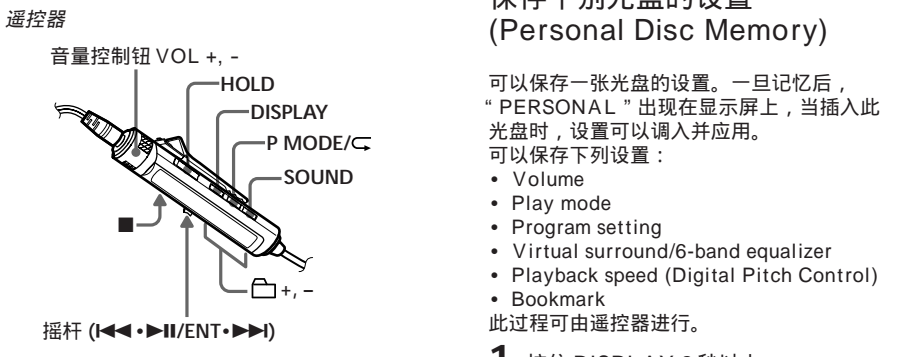 遥控器
音量控制钮 VOL +, –
HOLD
DISPLAY
P MODE/
SOUND
■
+, –
摇杆 (I◀◀ •▶II/ENT•▶▶I)
(Personal Disc Memory)
可以保存一张光盘的设置。一旦记忆后，
“ PERSONAL ” 出现在显示屏上，当插入此
光盘时，设置可以调入并应用。
可以保存下列设置：
• Volume
• Play mode
• Program setting
• Virtual surround/6-band equalizer
• Playback speed (Digital Pitch Control)
• Bookmark
此过程可由遥控器进行。
1